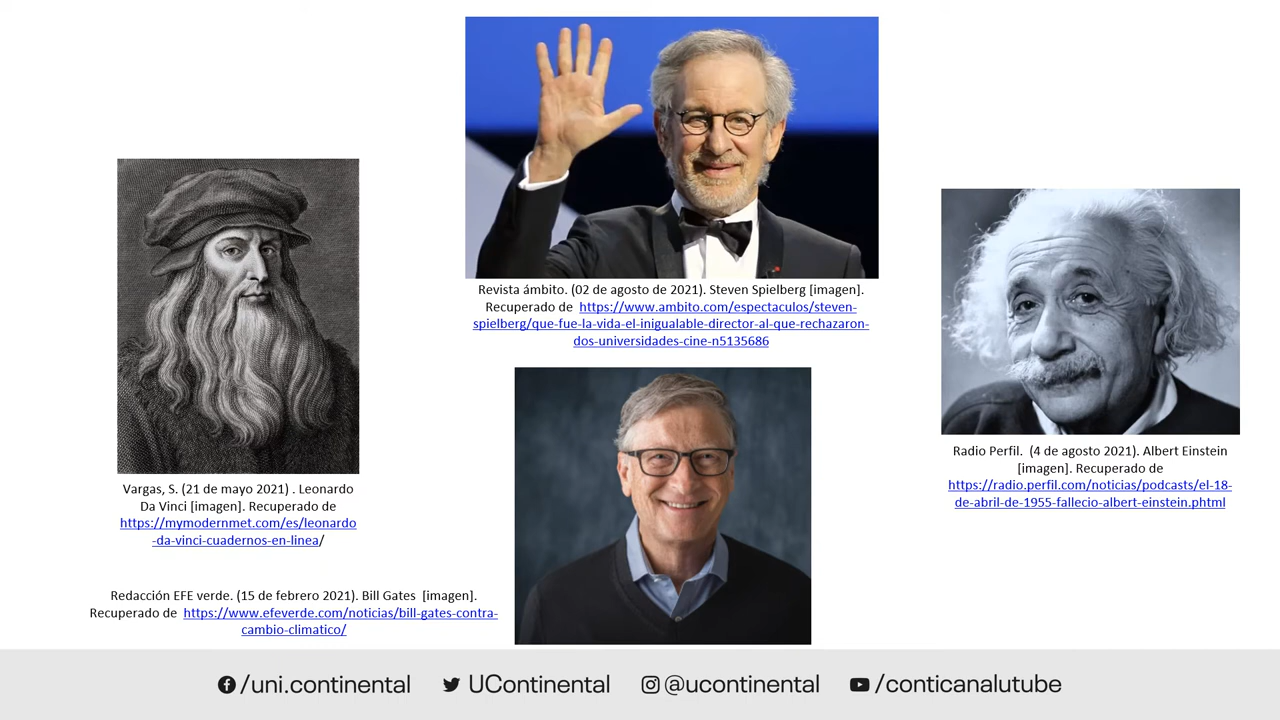 Revista ámbito. (02 de agosto de 2021). Steven Spielberg [imagen].
Recuperado de https://www.ambito.com/espectaculos/steven-
spielberg/que-fue-la-vida-el-inigualable-director-al-que-rechazaron-
dos-universidades-cine-n5135686
Radio Perfil. (4 de agosto 2021). Albert Einstein
[imagen]. Recuperado de
https://radio.perfil.com/noticias/podcasts/el-18-
de-abril-de-1955-fallecio-albert-einstein.phtml
Vargas, S. (21 de mayo 2021) . Leonardo
Da Vinci [imagen]. Recuperado de
https://mymodernmet.com/es/leonardo
-da-vinci-cuadernos-en-linea/
Redacción EFE verde. (15 de febrero 2021). Bill Gates [imagen].
Recuperado de https://www.efeverde.com/noticias/bill-gates-contra-
cambio-climatico/
/uni.continental UContinental @ucontinental /conticanalutube